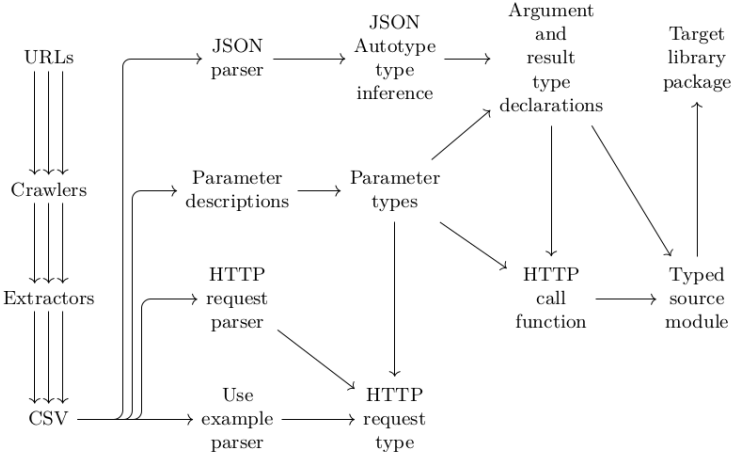 URLs
JSON
parser
JSON
Autotype
type
inference
Argument
and
result
type
declarations
Target
library
package
Crawlers
Parameter
descriptions
Parameter
types
Extractors
HTTP
request
parser
HTTP
call
function
Typed
source
module
CSV
Use
example
parser
HTTP
request
type